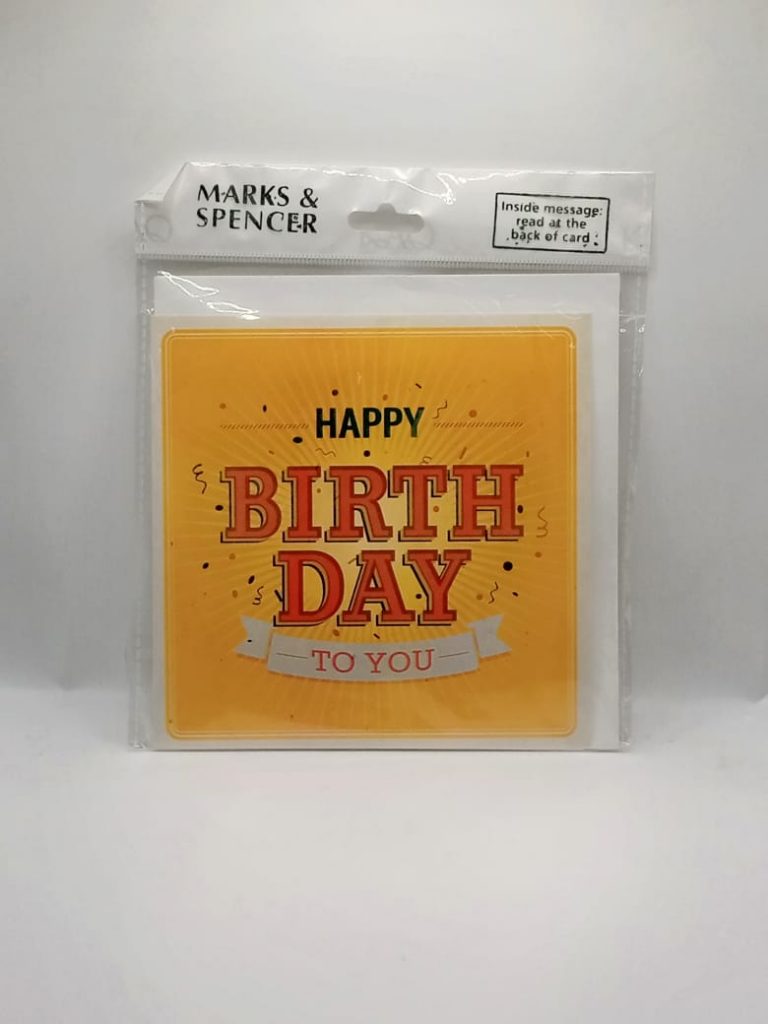 MARKS &
SPENCER
Inside message:
read at the
back of card
HAPPY
BIRTH
DAY
TO YOU